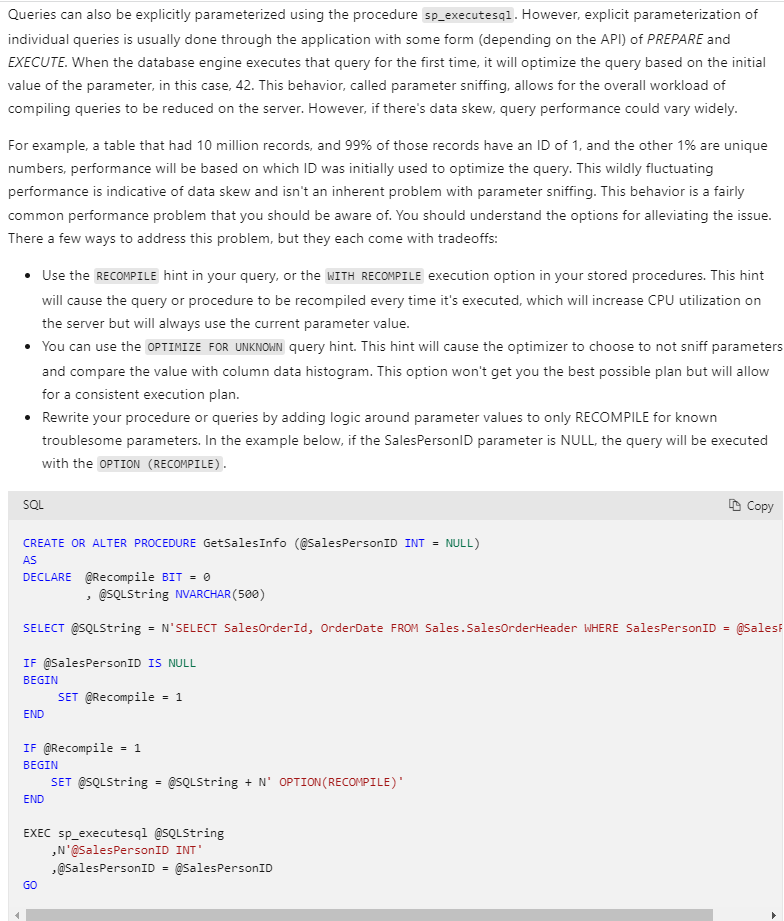 Queries can also be explicitly parameterized using the procedure sp_executesql. However, explicit parameterization of
individual queries is usually done through the application with some form (depending on the API) of PREPARE and
EXECUTE. When the database engine executes that query for the first time, it will optimize the query based on the initial
value of the parameter, in this case, 42. This behavior, called parameter sniffing, allows for the overall workload of
compiling queries to be reduced on the server. However, if there's data skew, query performance could vary widely.
For example, a table that had 10 million records, and 99% of those records have an ID of 1, and the other 1% are unique
numbers, performance will be based on which ID was initially used to optimize the query. This wildly fluctuating
performance is indicative of data skew and isn't an inherent problem with parameter sniffing. This behavior is a fairly
common performance problem that you should be aware of. You should understand the options for alleviating the issue.
There a few ways to address this problem, but they each come with tradeoffs:
• Use the RECOMPILE hint in your query, or the WITH RECOMPILE execution option in your stored procedures. This hint
will cause the query or procedure to be recompiled every time it's executed, which will increase CPU utilization on
the server but will always use the current parameter value.
• You can use the OPTIMIZE FOR UNKNOWN query hint. This hint will cause the optimizer to choose to not sniff parameters
and compare the value with column data histogram. This option won't get you the best possible plan but will allow
for a consistent execution plan.
• Rewrite your procedure or queries by adding logic around parameter values to only RECOMPILE for known
troublesome parameters. In the example below, if the SalesPersonID parameter is NULL, the query will be executed
with the OPTION (RECOMPILE).
SQL Copy
CREATE OR ALTER PROCEDURE GetSalesInfo (@SalesPersonID INT = NULL)
AS
DECLARE  @Recompile BIT = 0
         , @SQLString NVARCHAR(500)
SELECT @SQLString = N'SELECT SalesOrderId, OrderDate FROM Sales.SalesOrderHeader WHERE SalesPersonID = @Sales
IF @SalesPersonID IS NULL
BEGIN
     SET @Recompile = 1
END
IF @Recompile = 1
BEGIN
    SET @SQLString = @SQLString + N' OPTION(RECOMPILE)'
END
EXEC sp_executesql @SQLString
    ,N'@SalesPersonID INT'
    ,@SalesPersonID = @SalesPersonID
GO